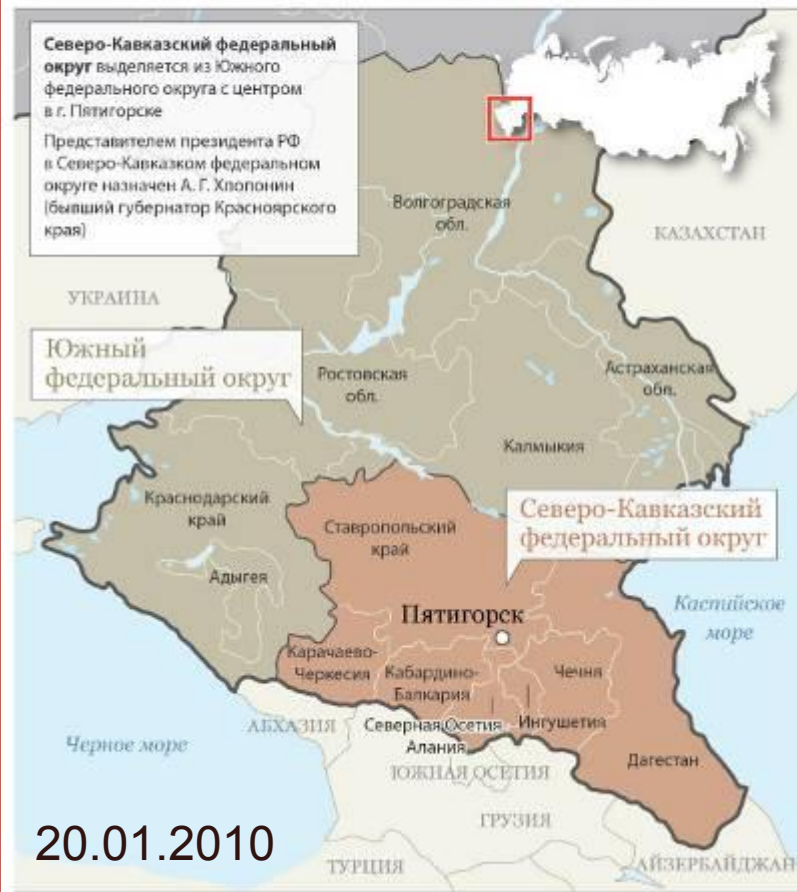 Северо-Кавказский федеральный
округ выделяется из Южного
федерального округа с центром
в г. Пятигорске
Представителем президента РФ
в Северо-Кавказком федеральном
округе назначен А. Г. Хлопонин
(бывший губернатор Красноярского
края)
Волгоградская
обл.
КАЗАХСТАН
УКРАИНА
Южный
федеральный округ
Ростовская
обл.
Астраханская
обл.
Калмыкия
Краснодарский
край
Северо-Кавказский
федеральный округ
Ставропольский
край
Адыгея
Пятигорск
Каспийское
море
Карачаево-
Черкесия
Кабардино-
Балкария
Чечня
АБХАЗИЯ
Северная Осетия
Алания
Ингушетия
Черное море
ЮЖНАЯ ОСЕТИЯ
Дагестан
ГРУЗИЯ
20.01.2010
ТУРЦИЯ
АЙЗЕРБАЙДЖАН